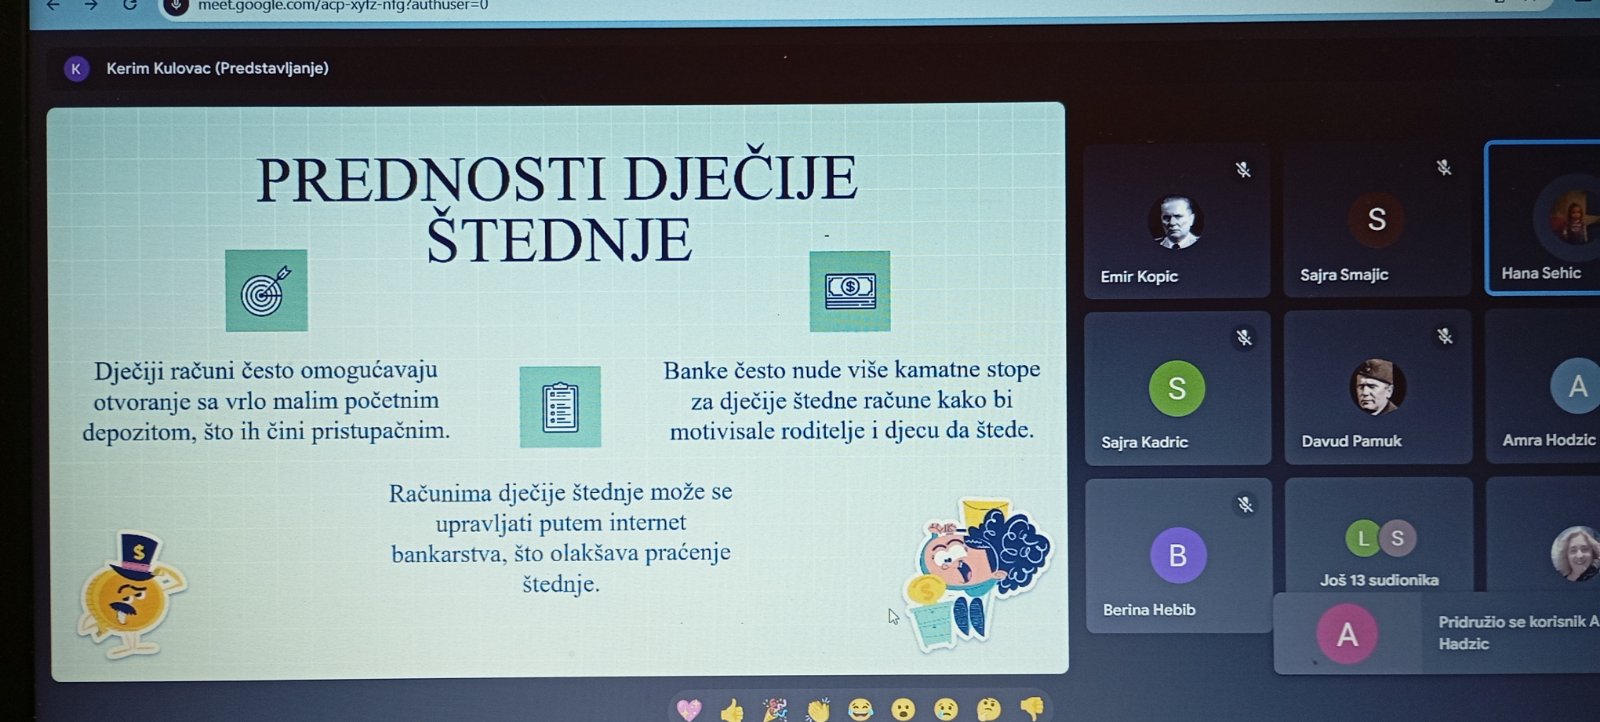 meet.google.com/acp-xyfz-nfg?authuser=0
K Kerim Kulovac (Predstavljanje)
PREDNOSTI DJEČIJE
ŠTEDNJE
Dječiji računi često omogućavaju
otvoranje sa vrlo malim početnim
depozitom, što ih čini pristupačnim.
Banke često nude više kamatne stope
za dječije štedne račune kako bi
motivisale roditelje i djecu da štede.
Računima dječije štednje može se
upravljati putem internet
bankarstva, što olakšava praćenje
štednje.
Emir Kopic
S
Sajra Smajic
Hana Sehic
S
Sajra Kadric
Davud Pamuk
A
Amra Hodzic
B
Berina Hebib
L S
Još 13 sudionika
A
Pridružio se korisnik A
Hadzic